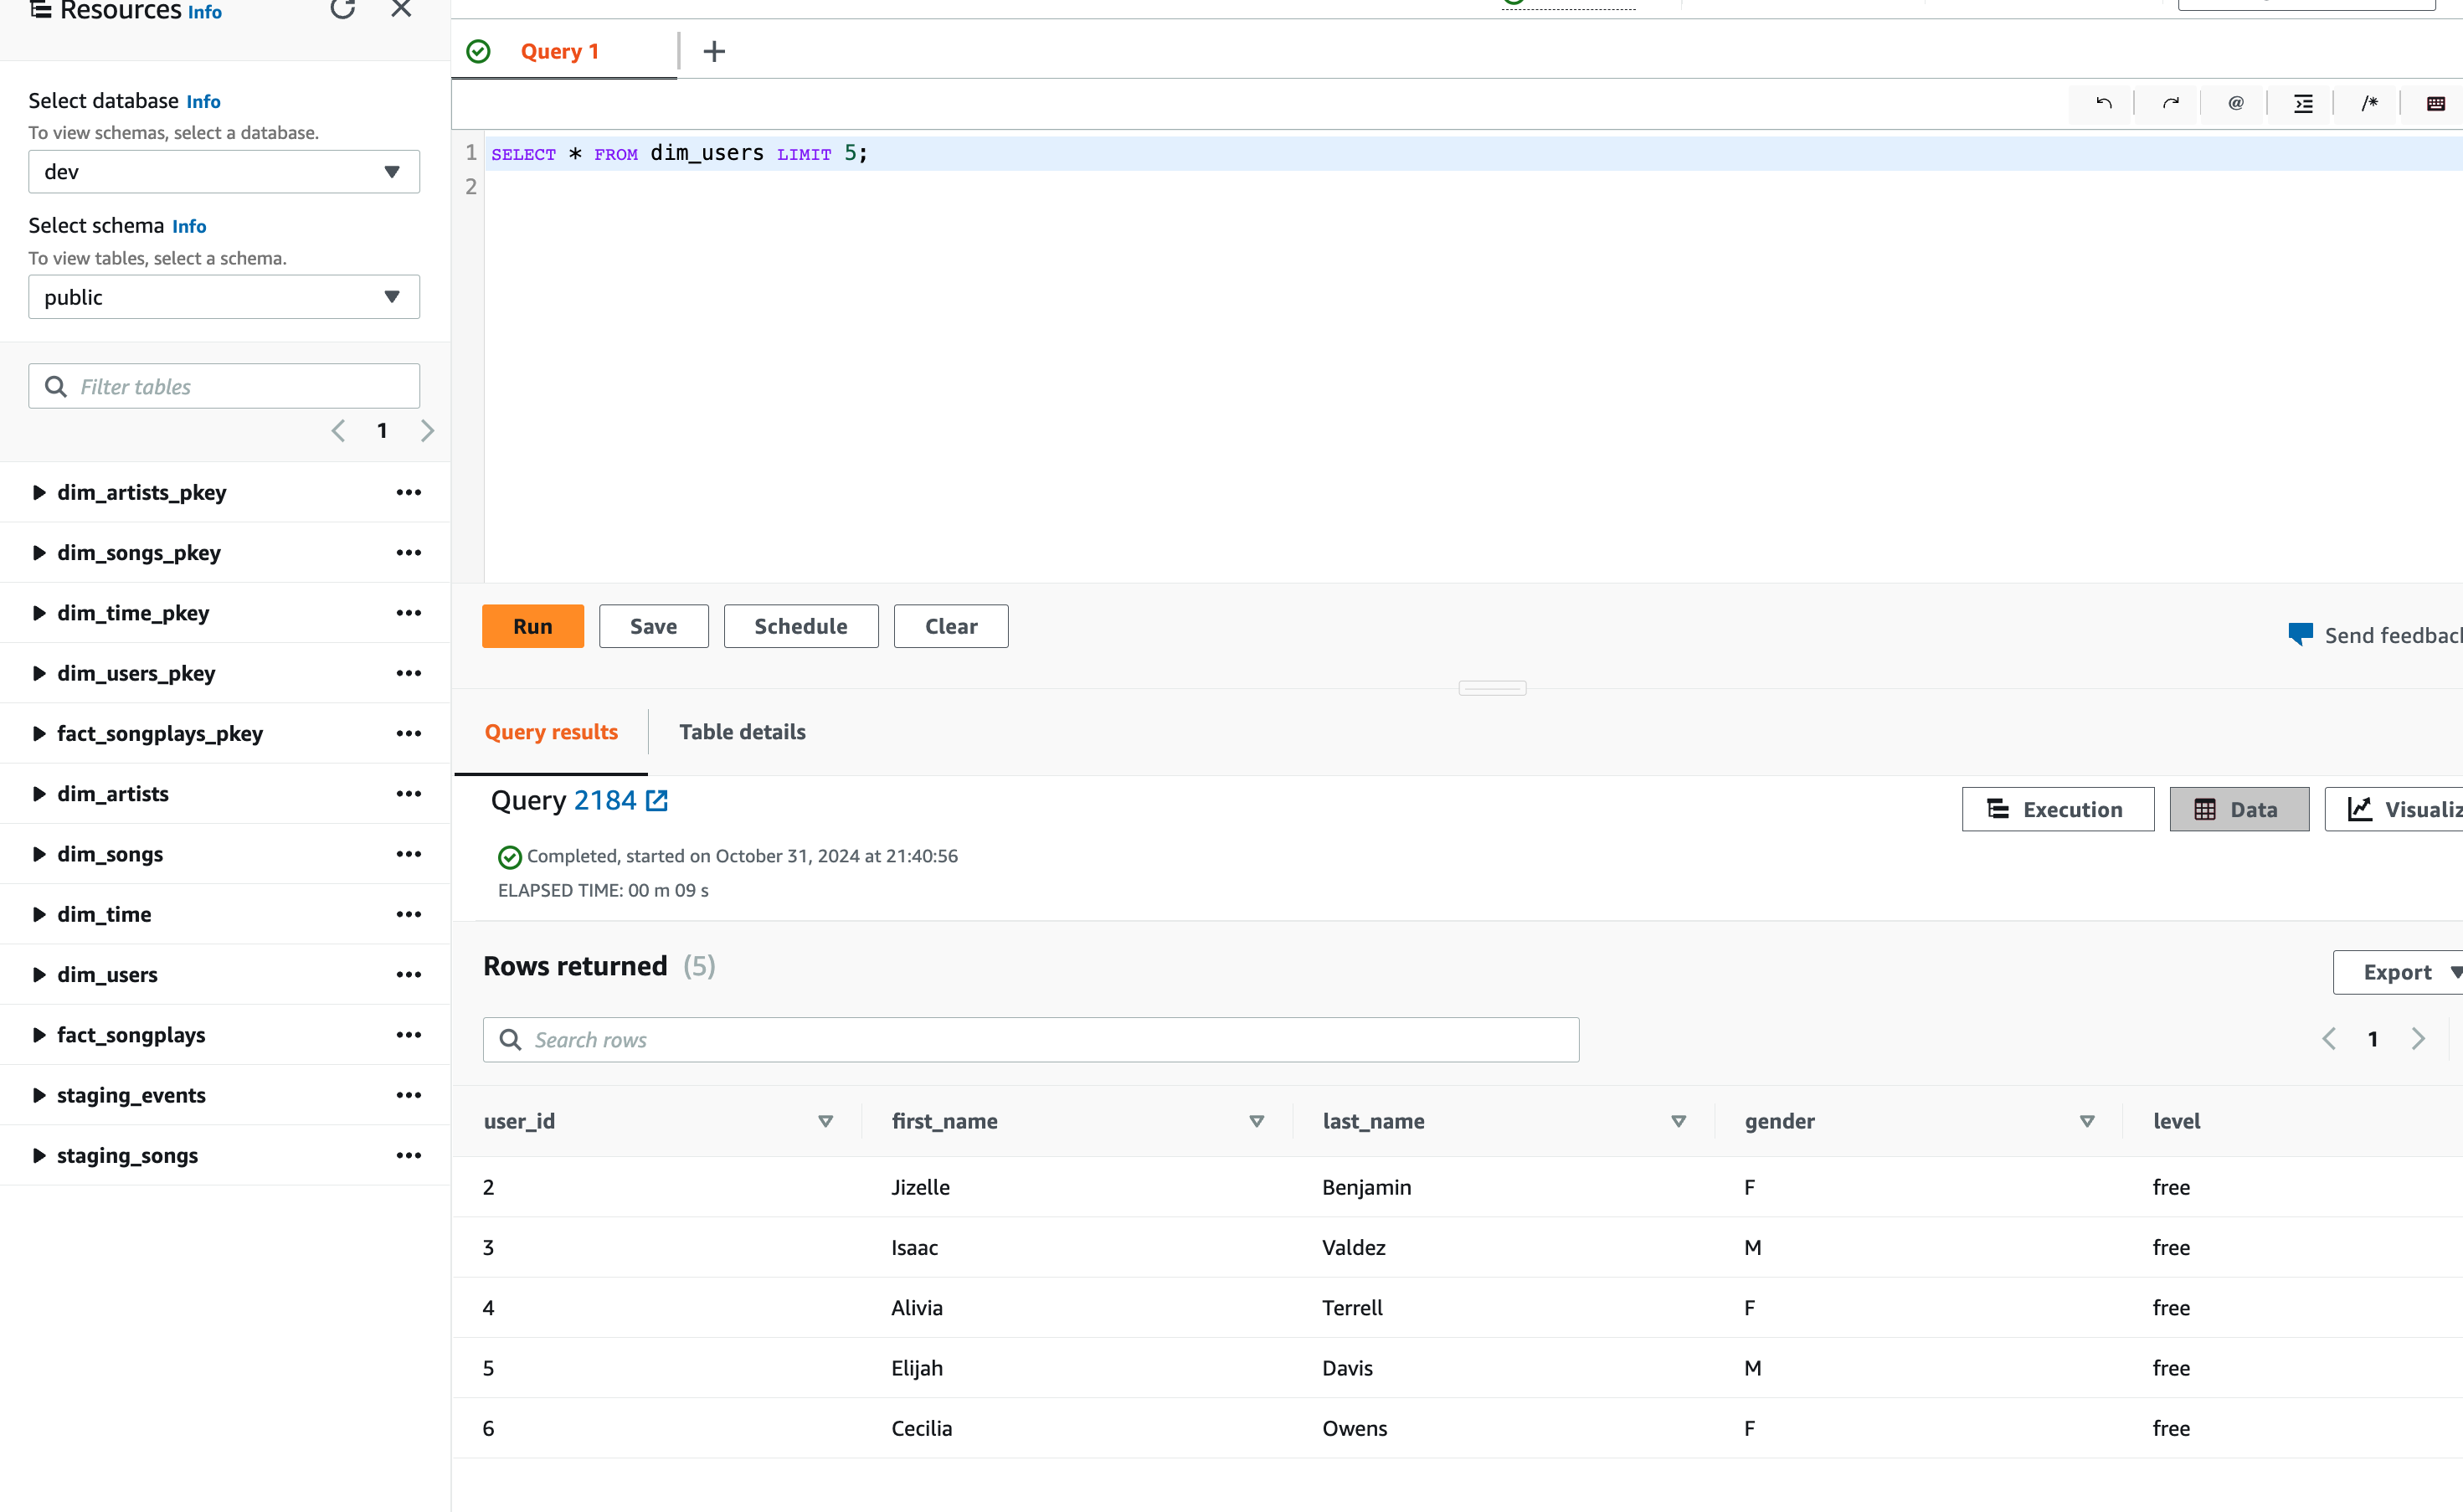 Resources Info
Select database Info
To view schemas, select a database.
dev
Select schema Info
To view tables, select a schema.
public
Filter tables
1
dim_artists_pkey
dim_songs_pkey
dim_time_pkey
dim_users_pkey
fact_songplays_pkey
dim_artists
dim_songs
dim_time
dim_users
fact_songplays
staging_events
staging_songs
Query 1
@
/*
1 SELECT * FROM dim_users LIMIT 5;
2
Run Save Schedule Clear
Send feedback
Query results Table details
Query 2184
Execution Data Visualiz
Completed, started on October 31, 2024 at 21:40:56
ELAPSED TIME: 00 m 09 s
Rows returned (5)
Export
Search rows
1
user_id first_name last_name gender level
2 Jizelle Benjamin F free
3 Isaac Valdez M free
4 Alivia Terrell F free
5 Elijah Davis M free
6 Cecilia Owens F free